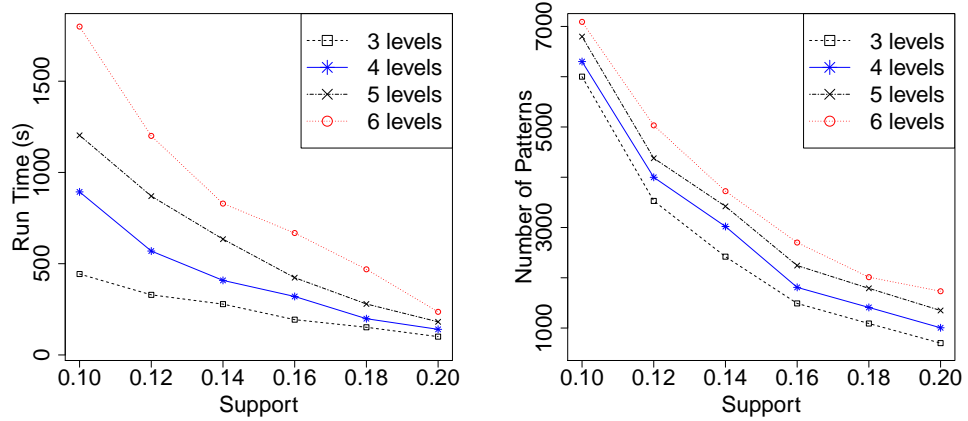 3 levels
4 levels
5 levels
6 levels
Run Time (s)
1500
1000
500
0
0.10 0.12 0.14 0.16 0.18 0.20
Support
3 levels
4 levels
5 levels
6 levels
Number of Patterns
7000
5000
3000
1000
0.10 0.12 0.14 0.16 0.18 0.20
Support